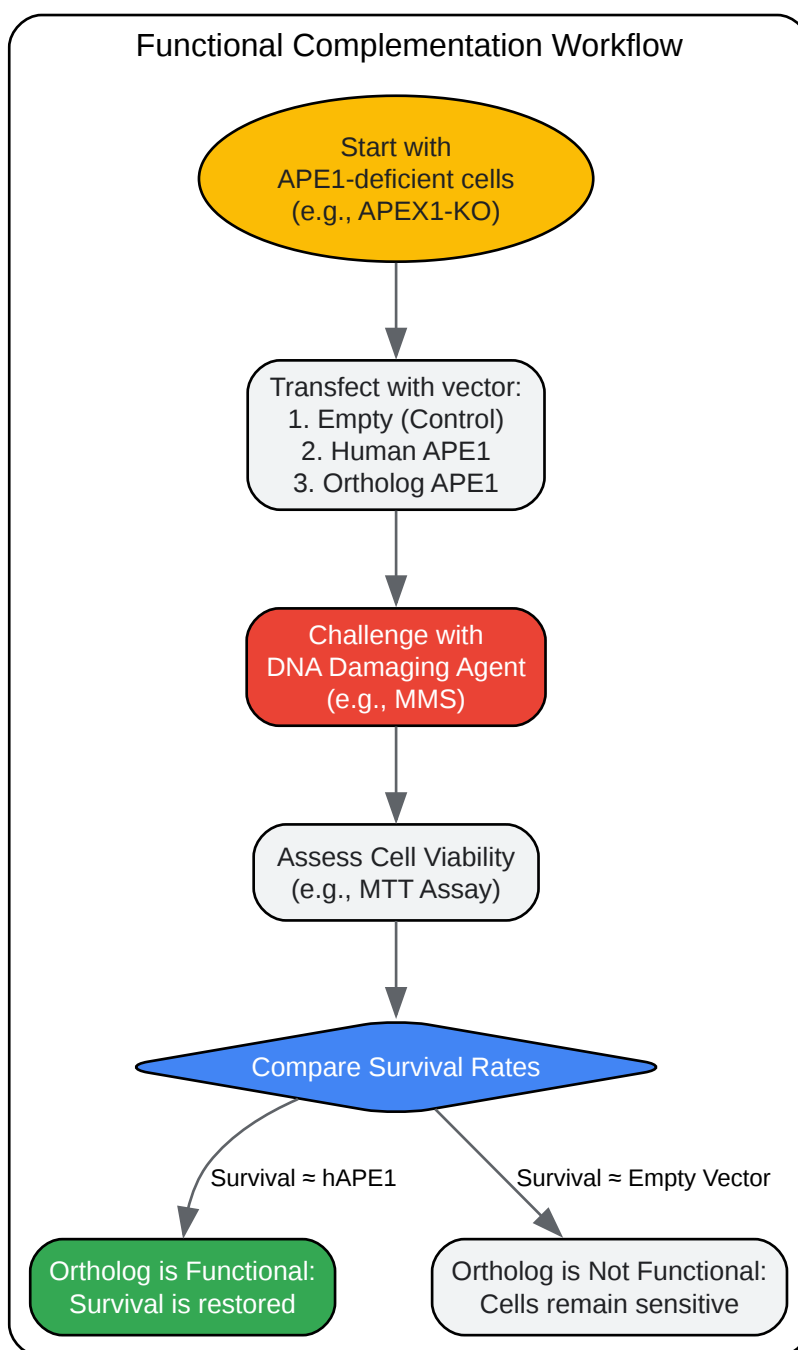 Functional Complementation Workflow
Start with
APE1-deficient cells
(e.g., APEX1-KO)
Transfect with vector:
1. Empty (Control)
2. Human APE1
3. Ortholog APE1
Challenge with
DNA Damaging Agent
(e.g., MMS)
Assess Cell Viability
(e.g., MTT Assay)
Compare Survival Rates
Survival ≈ hAPE1
Survival ≈ Empty Vector
Ortholog is Functional:
Survival is restored
Ortholog is Not Functional:
Cells remain sensitive